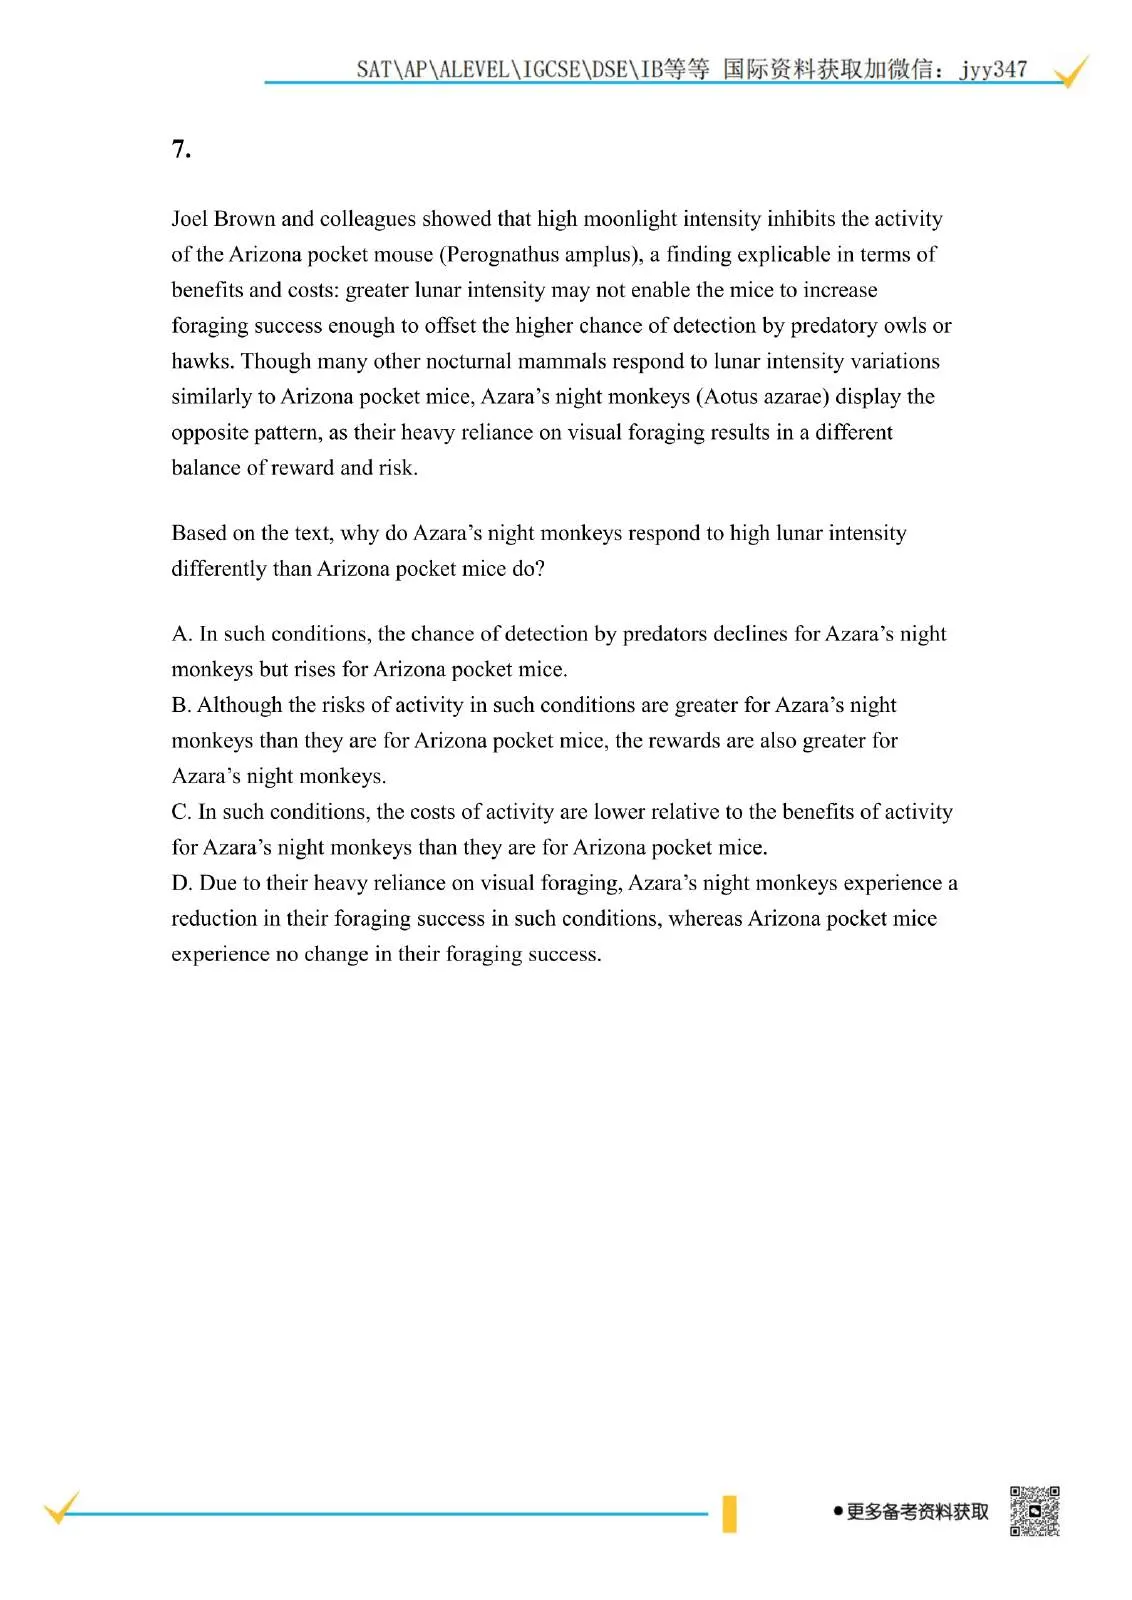 SAT\AP\ALEVEL\IGCSE\DSE\IB等等 国际资料获取加微信：jyy347
7.
Joel Brown and colleagues showed that high moonlight intensity inhibits the activity
of the Arizona pocket mouse (Perognathus amplus), a finding explicable in terms of
benefits and costs: greater lunar intensity may not enable the mice to increase
foraging success enough to offset the higher chance of detection by predatory owls or
hawks. Though many other nocturnal mammals respond to lunar intensity variations
similarly to Arizona pocket mice, Azara’s night monkeys (Aotus azarae) display the
opposite pattern, as their heavy reliance on visual foraging results in a different
balance of reward and risk.
Based on the text, why do Azara’s night monkeys respond to high lunar intensity
differently than Arizona pocket mice do?
A. In such conditions, the chance of detection by predators declines for Azara’s night
monkeys but rises for Arizona pocket mice.
B. Although the risks of activity in such conditions are greater for Azara’s night
monkeys than they are for Arizona pocket mice, the rewards are also greater for
Azara’s night monkeys.
C. In such conditions, the costs of activity are lower relative to the benefits of activity
for Azara’s night monkeys than they are for Arizona pocket mice.
D. Due to their heavy reliance on visual foraging, Azara’s night monkeys experience a
reduction in their foraging success in such conditions, whereas Arizona pocket mice
experience no change in their foraging success.
●更多备考资料获取